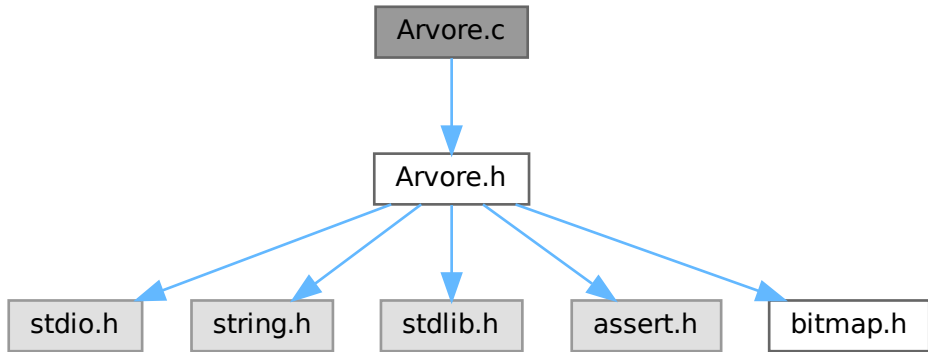 Arvore.c
Arvore.h
stdio.h
string.h
stdlib.h
assert.h
bitmap.h